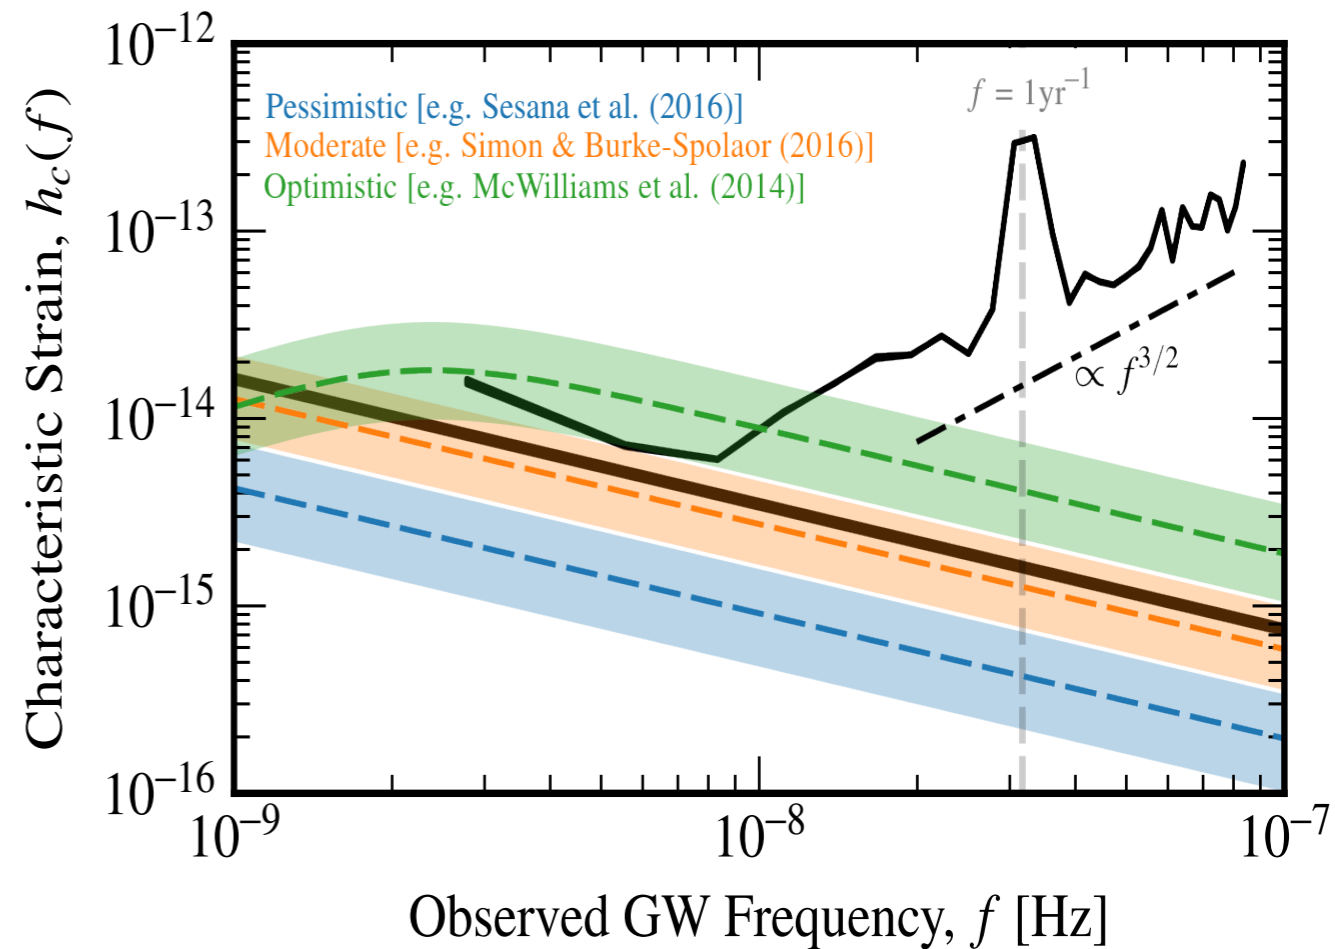 10⁻¹²
10⁻¹³
10⁻¹⁴
10⁻¹⁵
10⁻¹⁶
Characteristic Strain, h_c(f)
Pessimistic [e.g. Sesana et al. (2016)]
Moderate [e.g. Simon & Burke-Spolaor (2016)]
Optimistic [e.g. McWilliams et al. (2014)]
f = 1yr⁻¹
∝ f^{3/2}
10⁻⁹
10⁻⁸
10⁻⁷
Observed GW Frequency, f [Hz]